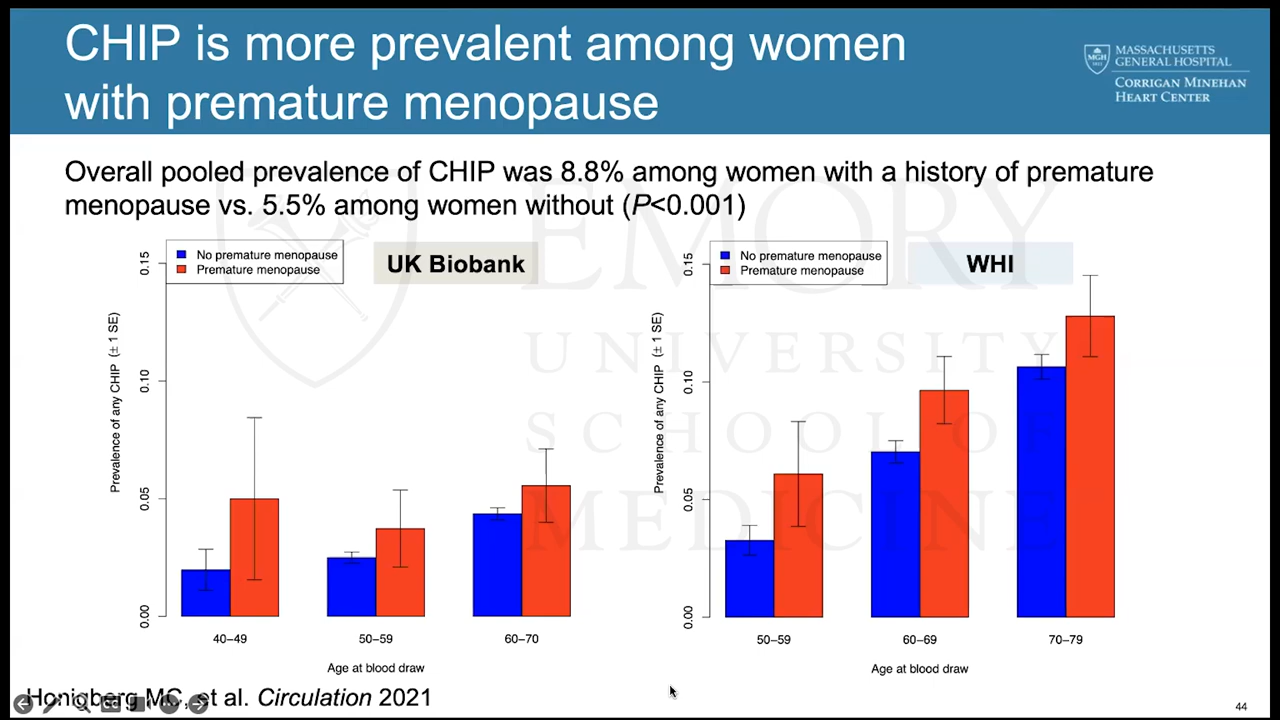 CHIP is more prevalent among women
with premature menopause
MGH
1811
MASSACHUSETTS
GENERAL HOSPITAL
CORRIGAN MINEHAN
HEART CENTER
Overall pooled prevalence of CHIP was 8.8% among women with a history of premature
menopause vs. 5.5% among women without (P<0.001)
EMORY
UNIVERSITY
SCHOOL OF
MEDICINE
No premature menopause
Premature menopause
UK Biobank
Prevalence of any CHIP (± 1 SE)
0.15
0.10
0.05
0.00
40–49
50–59
60–70
Age at blood draw
No premature menopause
Premature menopause
WHI
Prevalence of any CHIP (± 1 SE)
0.15
0.10
0.05
0.00
50–59
60–69
70–79
Age at blood draw
Honigberg MC, et al. Circulation 2021
44